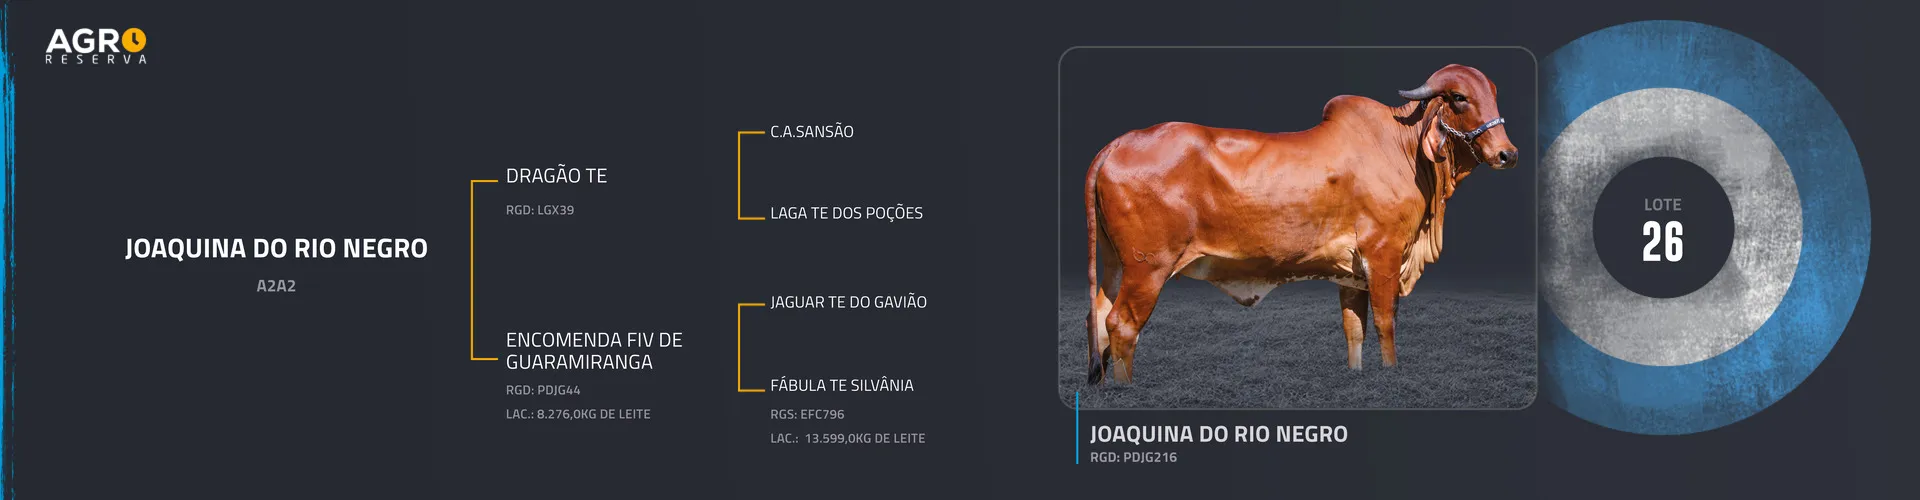 AGRO
RESERVA
JOAQUINA DO RIO NEGRO
A2A2
DRAGÃO TE
RGD: LGX39
ENCOMENDA FIV DE
GUARAMIRANGA
RGD: PDJG44
LAC.: 8.276,0KG DE LEITE
C.A.SANSÃO
LAGA TE DOS POÇÕES
JAGUAR TE DO GAVIÃO
FÁBULA TE SILVÂNIA
RGS: EFC796
LAC.: 13.599,0KG DE LEITE
JOAQUINA DO RIO NEGRO
RGD: PDJG216
LOTE
26